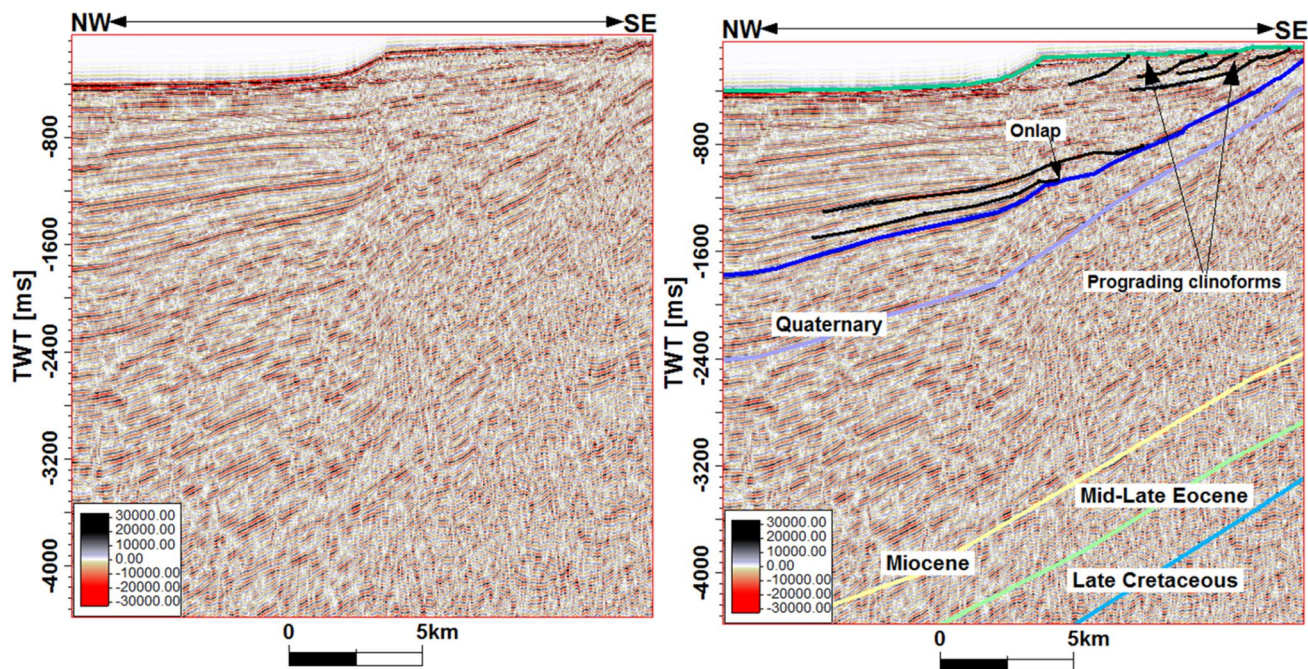 NW SE
TWT [ms]
-800
-1600
-2400
-3200
-4000
30000.00
20000.00
10000.00
0.00
-10000.00
-20000.00
-30000.00
0 5km
NW SE
TWT [ms]
-800
-1600
-2400
-3200
-4000
Onlap
Prograding clinoforms
Quaternary
Mid-Late Eocene
Miocene
Late Cretaceous
30000.00
20000.00
10000.00
0.00
-10000.00
-20000.00
-30000.00
0 5km